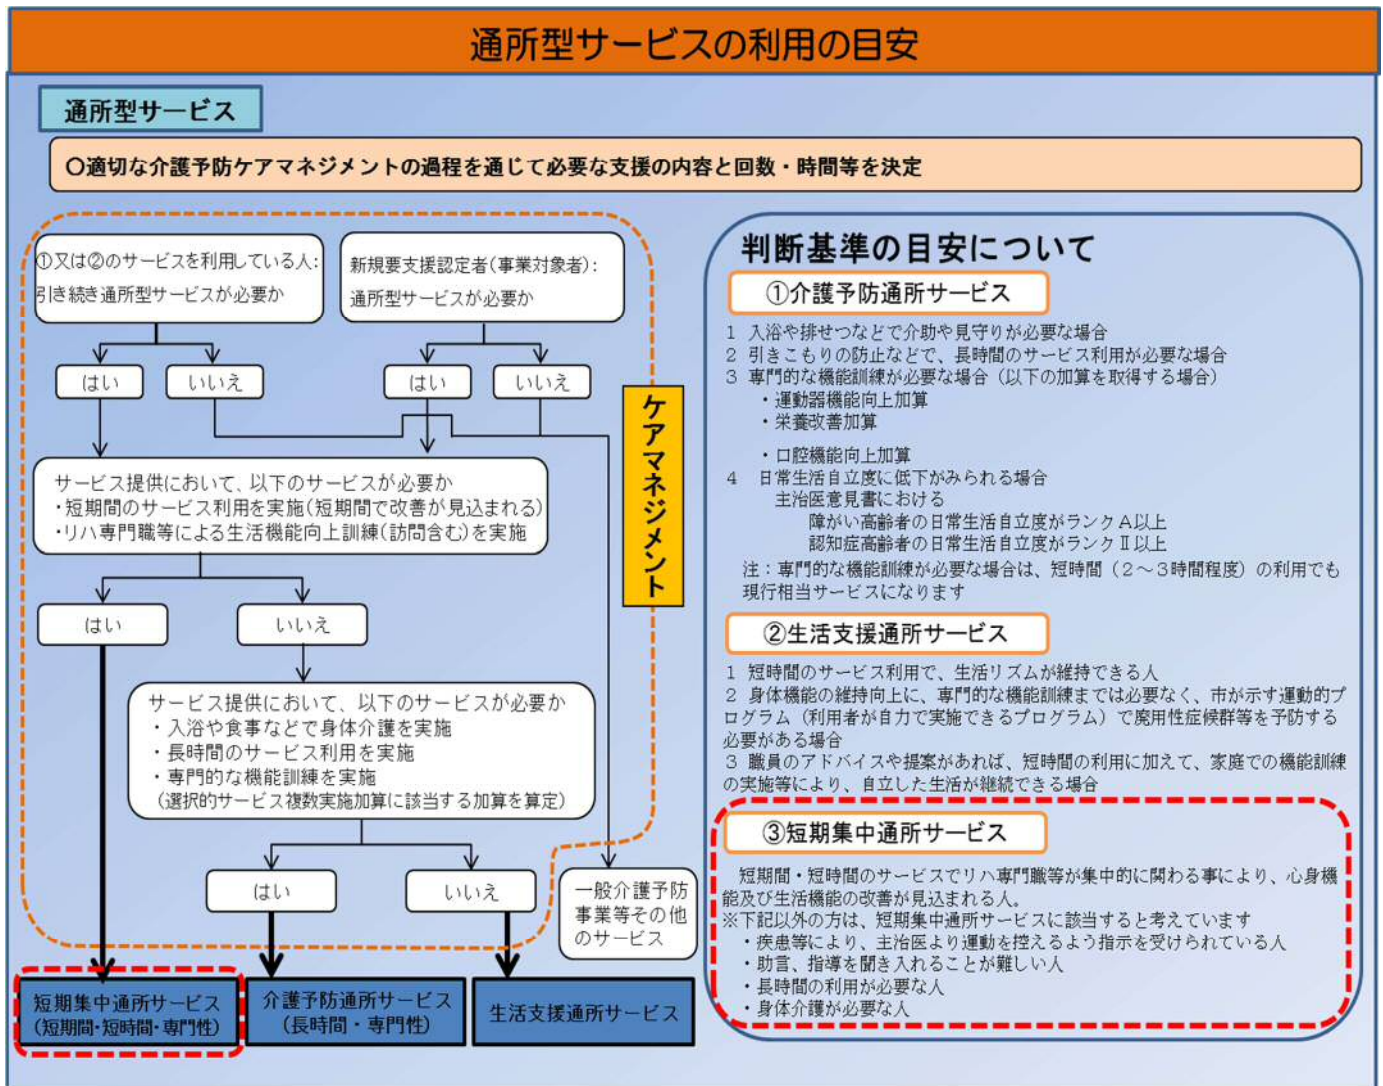 通所型サービスの利用の目安
通所型サービス
〇適切な介護予防ケアマネジメントの過程を通じて必要な支援の内容と回数・時間等を決定
①又は②のサービスを利用している人:
引き続き通所型サービスが必要か
新規要支援認定者(事業対象者):
通所型サービスが必要か
はい
いいえ
はい
いいえ
ケアマネジメント
サービス提供において、以下のサービスが必要か
・短期間のサービス利用を実施(短期間で改善が見込まれる)
・リハ専門職等による生活機能向上訓練(訪問含む)を実施
はい
いいえ
サービス提供において、以下のサービスが必要か
・入浴や食事などで身体介護を実施
・長時間のサービス利用を実施
・専門的な機能訓練を実施
(選択的サービス複数実施加算に該当する加算を算定)
はい
いいえ
一般介護予防
事業等その他
のサービス
短期集中通所サービス
(短期間・短時間・専門性)
介護予防通所サービス
(長時間・専門性)
生活支援通所サービス
判断基準の目安について
①介護予防通所サービス
1 入浴や排せつなどで介助や見守りが必要な場合
2 引きこもりの防止などで、長時間のサービス利用が必要な場合
3 専門的な機能訓練が必要な場合(以下の加算を取得する場合)
・運動器機能向上加算
・栄養改善加算
・口腔機能向上加算
4 日常生活自立度に低下がみられる場合
主治医意見書における
障がい高齢者の日常生活自立度がランクA以上
認知症高齢者の日常生活自立度がランクⅡ以上
注:専門的な機能訓練が必要な場合は、短時間(2～3時間程度)の利用でも
現行相当サービスになります
②生活支援通所サービス
1 短時間のサービス利用で、生活リズムが維持できる人
2 身体機能の維持向上に、専門的な機能訓練までは必要なく、市が示す運動的プ
ログラム(利用者が自力で実施できるプログラム)で廃用性症候群等を予防する
必要がある場合
3 職員のアドバイスや提案があれば、短時間の利用に加えて、家庭での機能訓練
の実施等により、自立した生活が継続できる場合
③短期集中通所サービス
短期間・短時間のサービスでリハ専門職等が集中的に関わる事により、心身機
能及び生活機能の改善が見込まれる人。
※下記以外の方は、短期集中通所サービスに該当すると考えています
・疾患等により、主治医より運動を控えるよう指示を受けられている人
・助言、指導を聞き入れることが難しい人
・長時間の利用が必要な人
・身体介護が必要な人